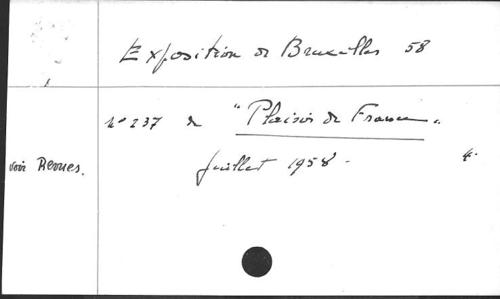 Exposition de Bruxelles 58
N° 237 de "Plaisir de France".
voir Revues.
Juillet 1958 -
4.